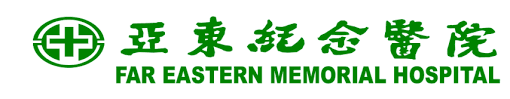 亞東紀念醫院
FAR EASTERN MEMORIAL HOSPITAL